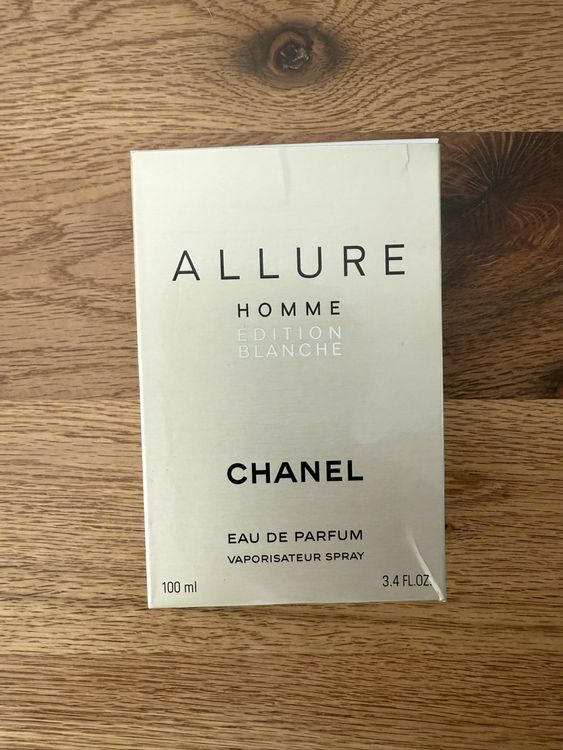 ALLURE
HOMME
ÉDITION
BLANCHE
CHANEL
EAU DE PARFUM
VAPORISATEUR SPRAY
100 ml
3.4 FL.OZ.